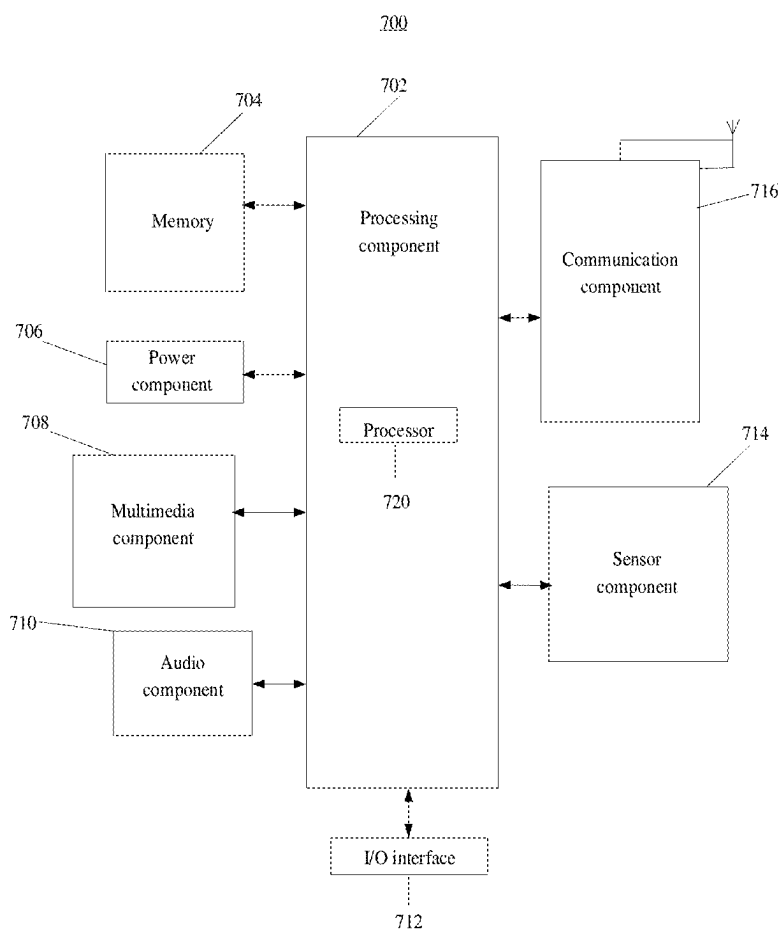 700
702
704
Memory
Processing
component
716
Communication
component
706
Power
component
708
Multimedia
component
Processor
720
714
Sensor
component
710
Audio
component
I/O interface
712